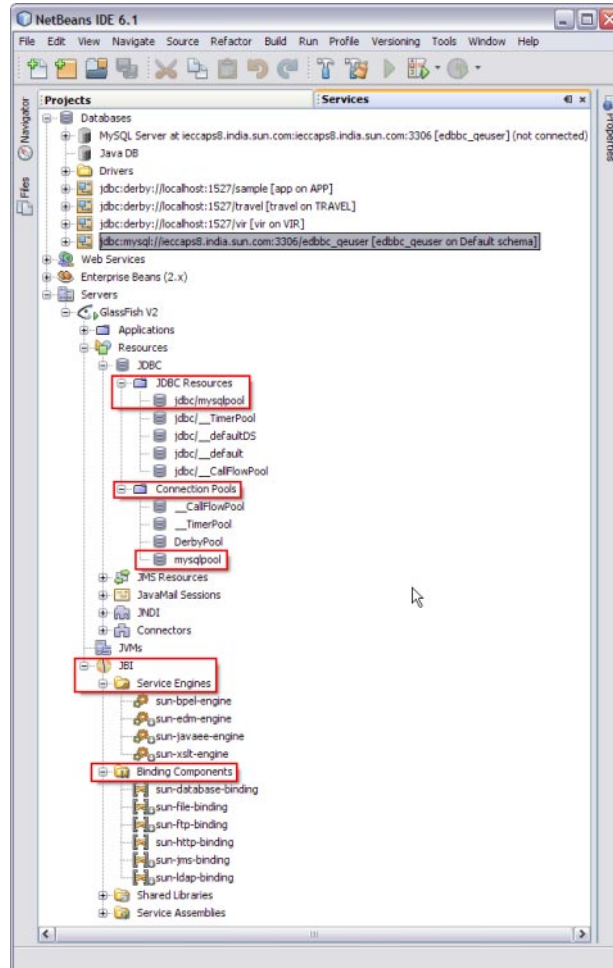 NetBeans IDE 6.1
File Edit View Navigate Source Refactor Build Run Profile Versioning Tools Window Help
Navigator
Files
Projects
Services
Properties
Databases
MySQL Server at ieccaps8.india.sun.com:ieccaps8.india.sun.com:3306 [edbbc_qeuser] (not connected)
Java DB
Drivers
jdbc:derby://localhost:1527/sample [app on APP]
jdbc:derby://localhost:1527/travel [travel on TRAVEL]
jdbc:derby://localhost:1527/vir [vir on VIR]
jdbc:mysql://ieccaps8.india.sun.com:3306/edbbc_qeuser [edbbc_qeuser on Default schema]
Web Services
Enterprise Beans (2.x)
Servers
GlassFish V2
Applications
Resources
JDBC
JDBC Resources
jdbc/mysqlpool
jdbc/__TimerPool
jdbc/__defaultDS
jdbc/__default
jdbc/__CallFlowPool
Connection Pools
__CallFlowPool
__TimerPool
DerbyPool
mysqlpool
JMS Resources
JavaMail Sessions
JNDI
Connectors
JVMs
JBI
Service Engines
sun-bpel-engine
sun-edm-engine
sun-javaee-engine
sun-xslt-engine
Binding Components
sun-database-binding
sun-file-binding
sun-ftp-binding
sun-http-binding
sun-jms-binding
sun-ldap-binding
Shared Libraries
Service Assemblies